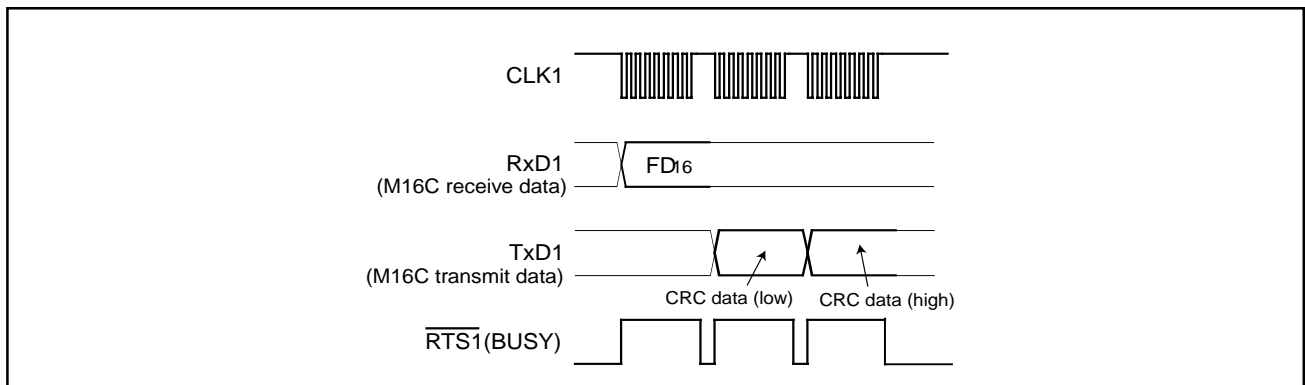 CLK1
RxD1
(M16C receive data)
FD16
TxD1
(M16C transmit data)
CRC data (low)
CRC data (high)
RTS1(BUSY)